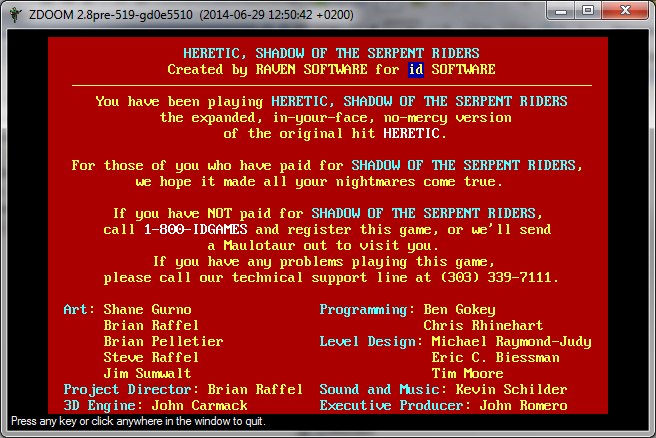 ZDOOM 2.8pre-519-gd0e5510 (2014-06-29 12:50:42 +0200)
HERETIC, SHADOW OF THE SERPENT RIDERS
Created by RAVEN SOFTWARE for id SOFTWARE
You have been playing HERETIC, SHADOW OF THE SERPENT RIDERS
the expanded, in-your-face, no-mercy version
of the original hit HERETIC.
For those of you who have paid for SHADOW OF THE SERPENT RIDERS,
we hope it made all your nightmares come true.
If you have NOT paid for SHADOW OF THE SERPENT RIDERS,
call 1-800-IDGAMES and register this game, or we'll send
a Maulotaur out to visit you.
If you have any problems playing this game,
please call our technical support line at (303) 339-7111.
Art: Shane Gurno Programming: Ben Gokey
Brian Raffel Chris Rhinehart
Brian Pelletier Level Design: Michael Raymond-Judy
Steve Raffel Eric C. Biessman
Jim Sumwalt Tim Moore
Project Director: Brian Raffel Sound and Music: Kevin Schilder
3D Engine: John Carmack Executive Producer: John Romero
Press any key or click anywhere in the window to quit.